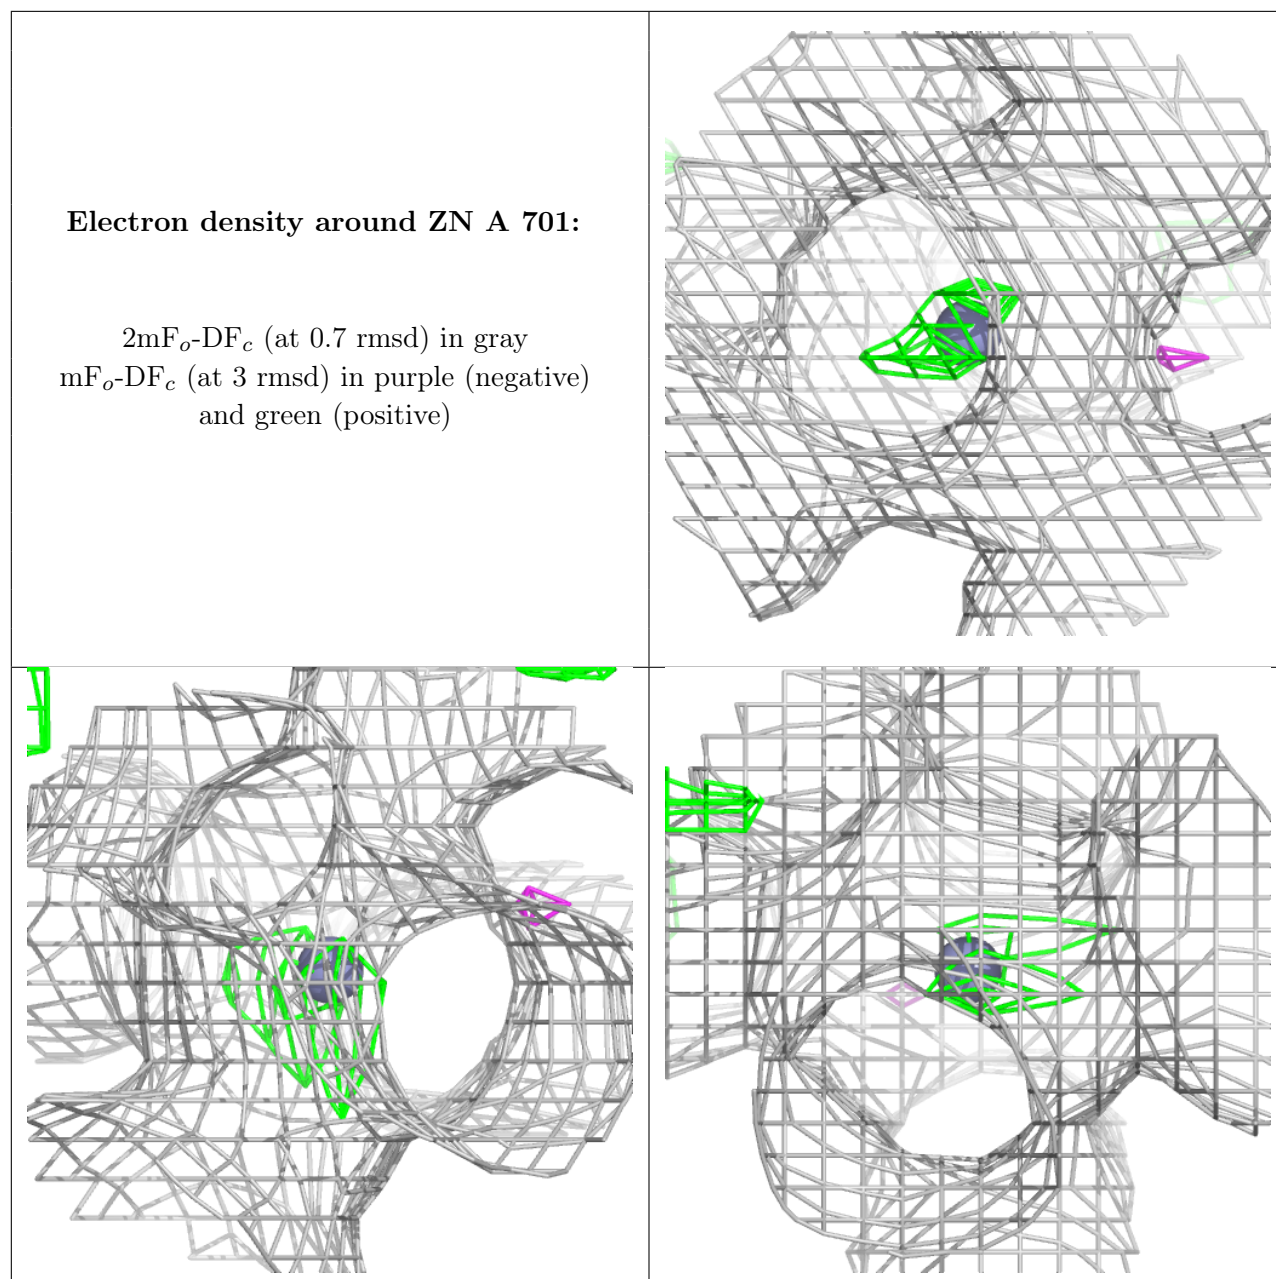 Electron density around ZN A 701:
2mFo-DFc (at 0.7 rmsd) in gray
mFo-DFc (at 3 rmsd) in purple (negative)
and green (positive)